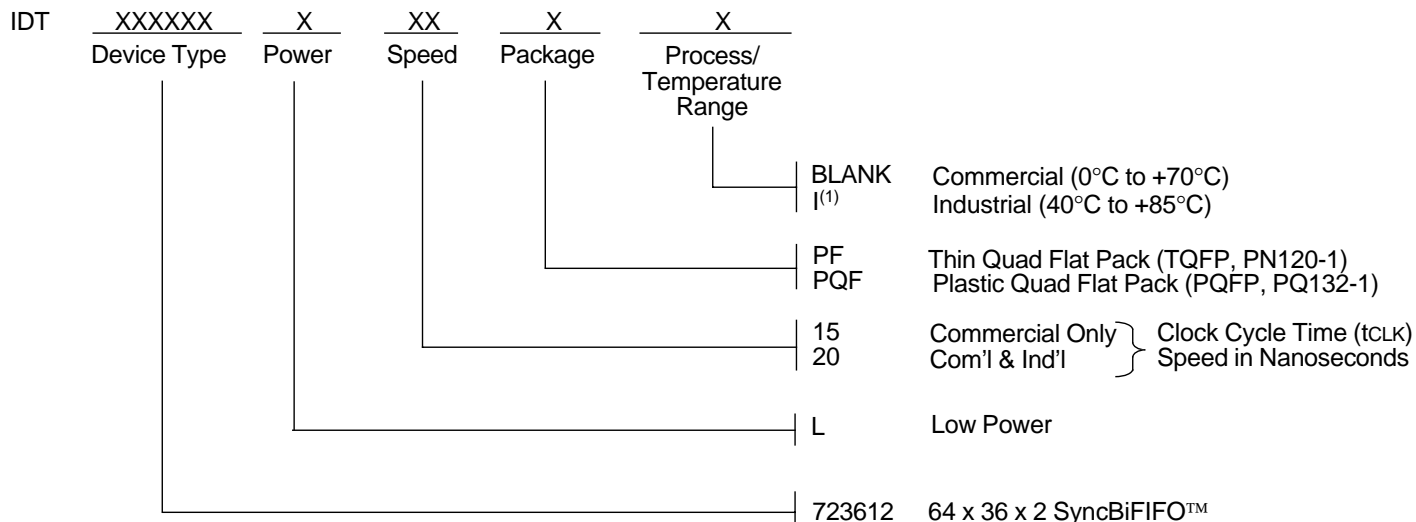 IDT XXXXXX X XX X X
Device Type Power Speed Package Process/
Temperature
Range
BLANK Commercial (0°C to +70°C)
I(1) Industrial (40°C to +85°C)
PF Thin Quad Flat Pack (TQFP, PN120-1)
PQF Plastic Quad Flat Pack (PQFP, PQ132-1)
15 Commercial Only Clock Cycle Time (tCLK)
20 Com’l & Ind’l Speed in Nanoseconds
L Low Power
723612 64 x 36 x 2 SyncBiFIFO™